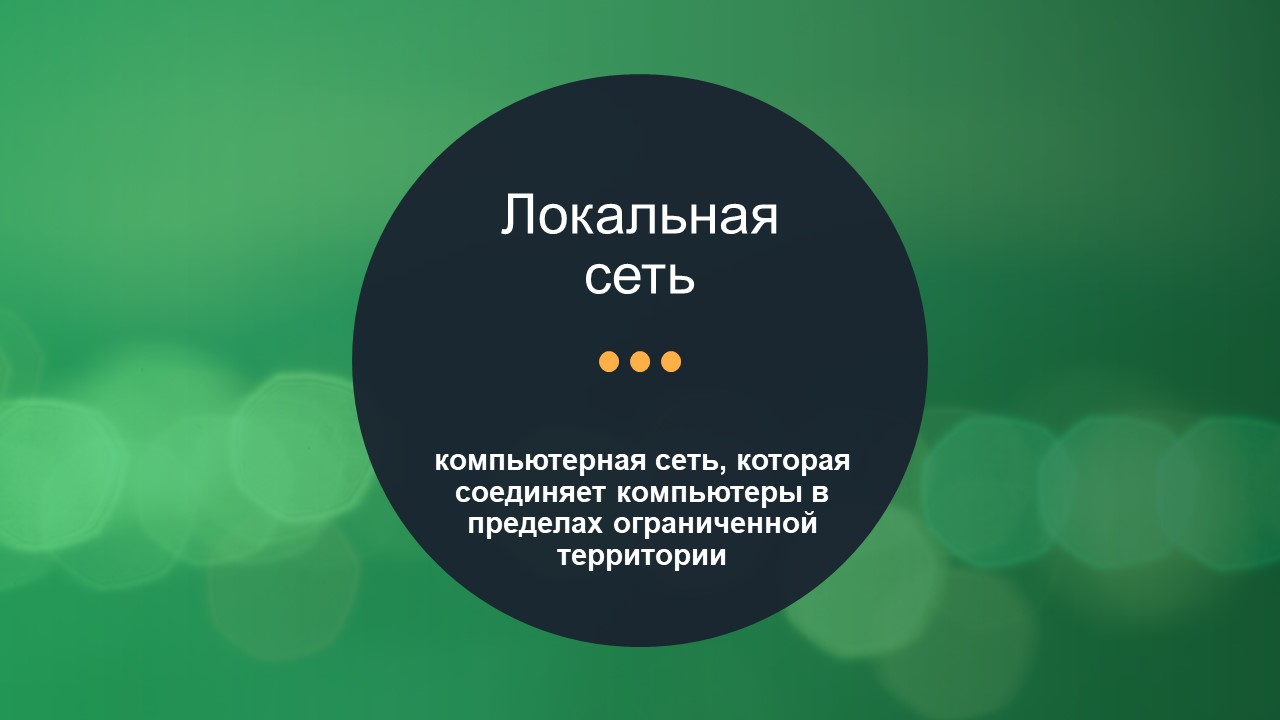 Локальная
сеть
компьютерная сеть, которая
соединяет компьютеры в
пределах ограниченной
территории